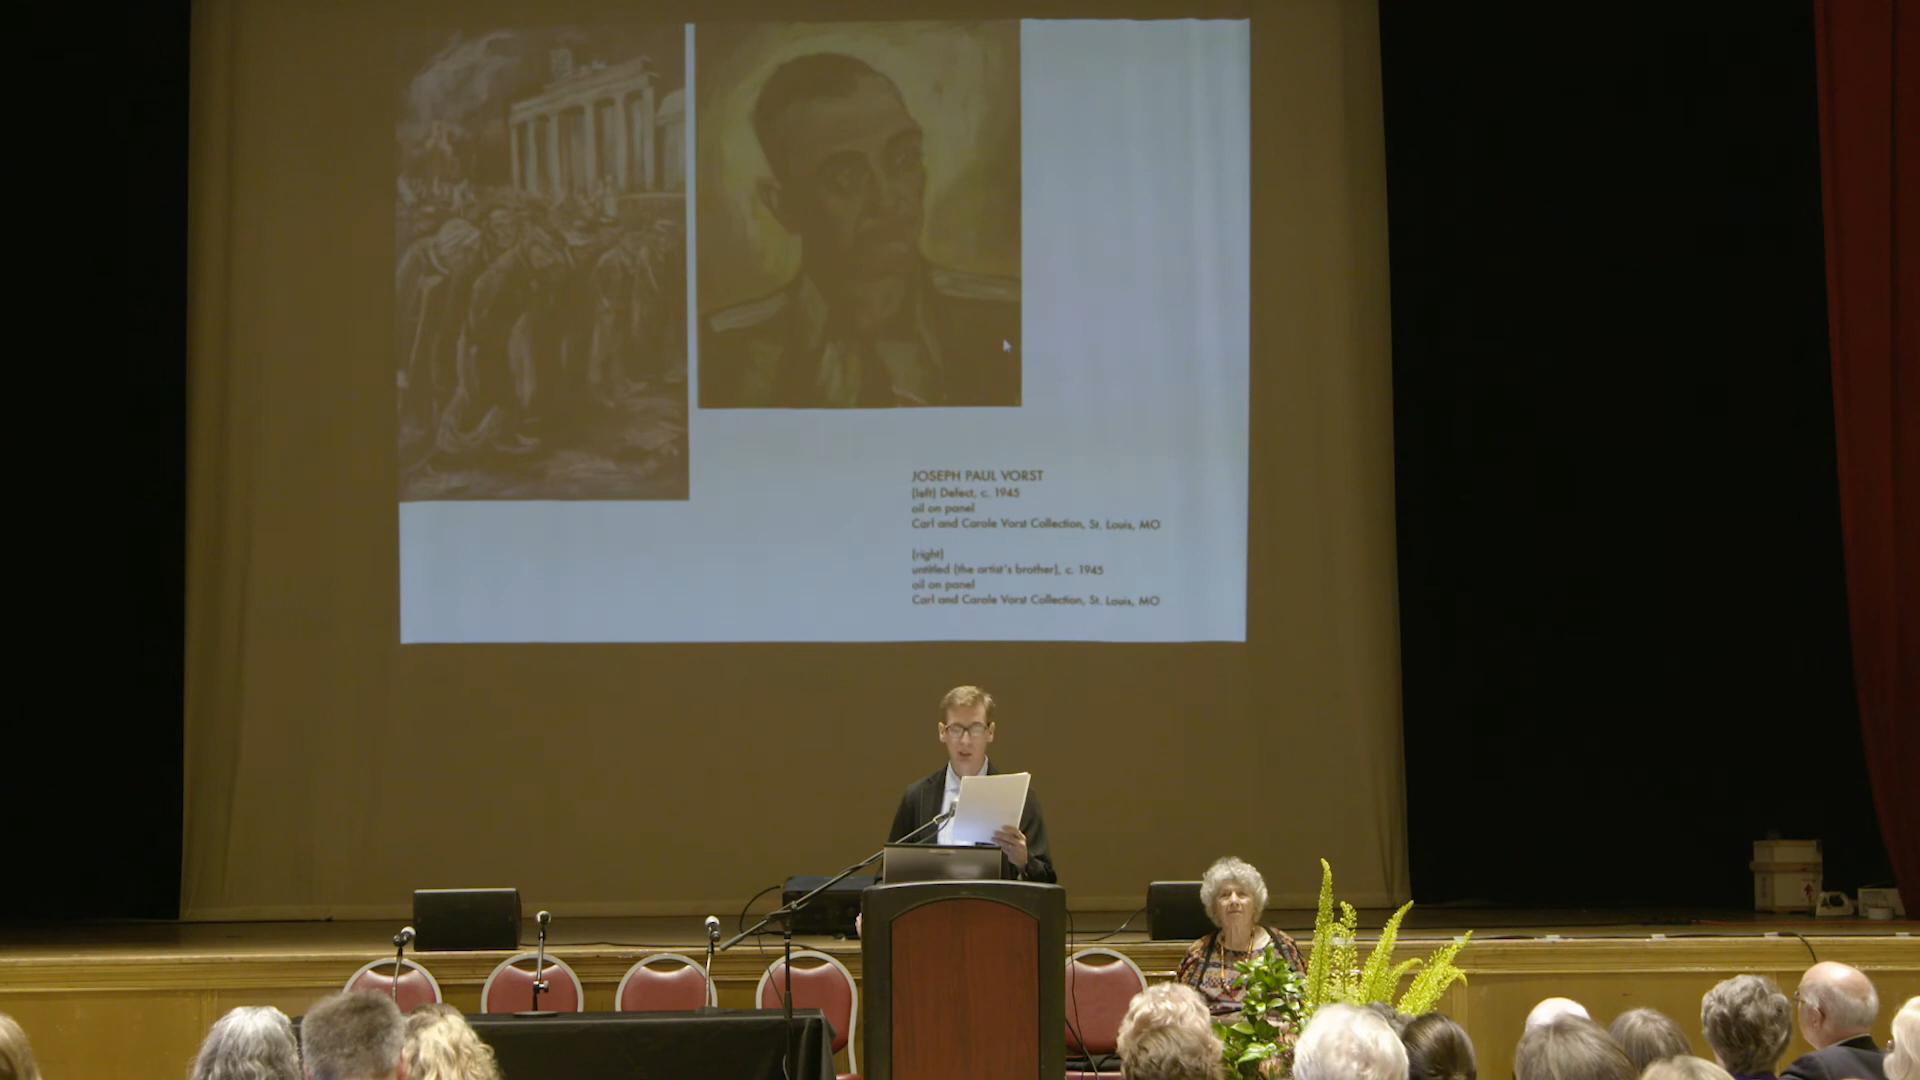 JOSEPH PAUL VORST
(left) Defeat, c. 1945
oil on panel
Carl and Carole Vorst Collection, St. Louis, MO
(right)
untitled (the artist's brother), c. 1945
oil on panel
Carl and Carole Vorst Collection, St. Louis, MO